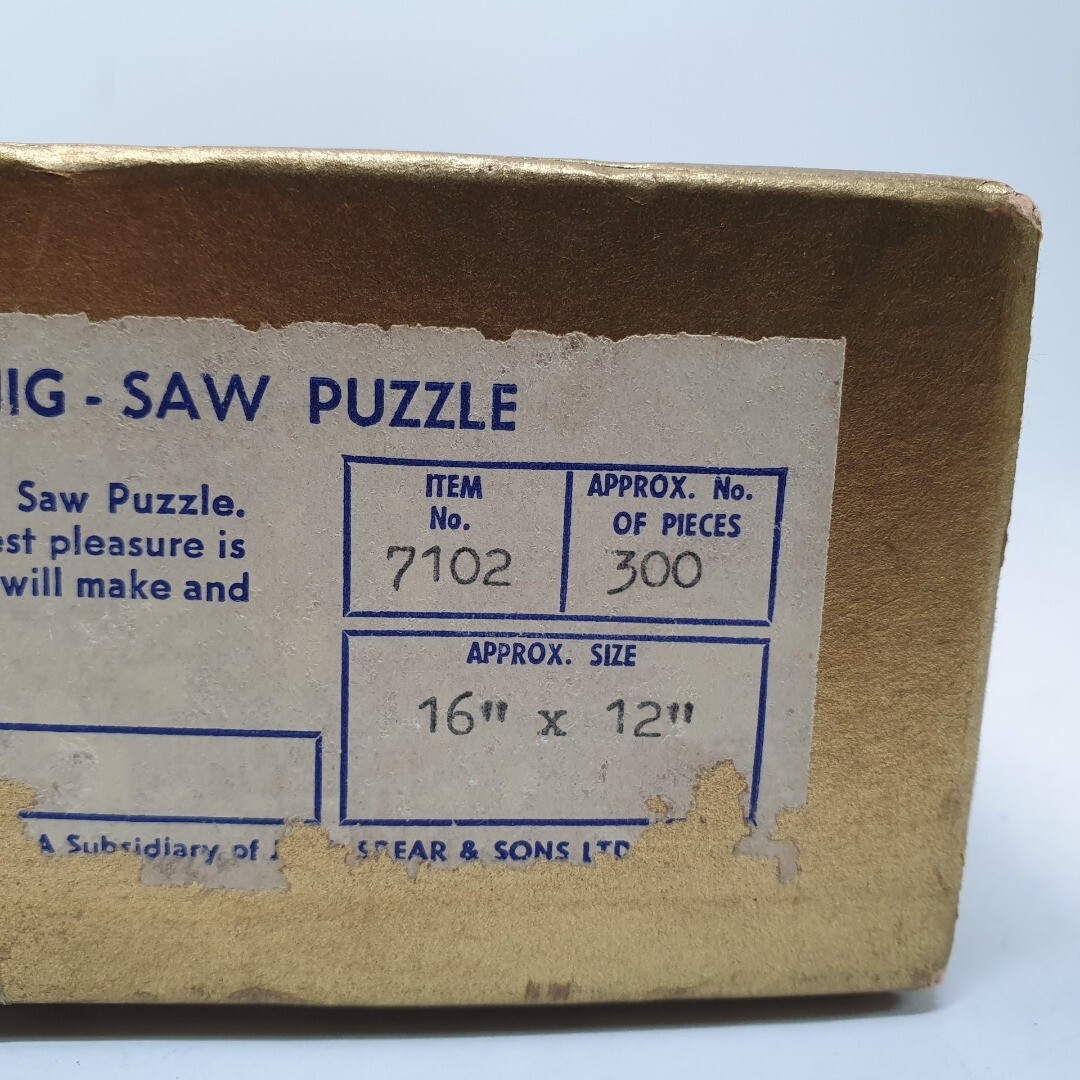 JIG - SAW PUZZLE
Saw Puzzle.
est pleasure is
will make and
ITEM No.
7102
APPROX. No. OF PIECES
300
APPROX. SIZE
16" x 12"
A Subsidiary of J SPEAR & SONS LTD